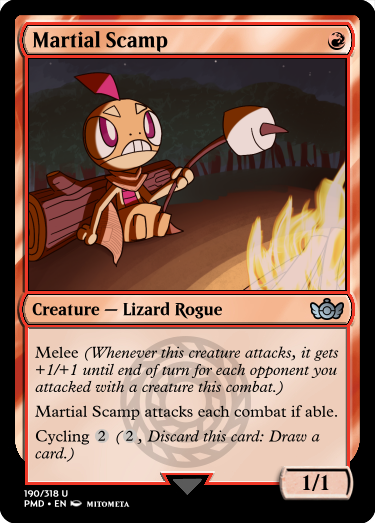 Martial Scamp
Creature — Lizard Rogue
Melee (Whenever this creature attacks, it gets
+1/+1 until end of turn for each opponent you
attacked with a creature this combat.)
Martial Scamp attacks each combat if able.
Cycling 2 (2, Discard this card: Draw a
card.)
1/1
190/318 U
PMD • EN MITOMETA